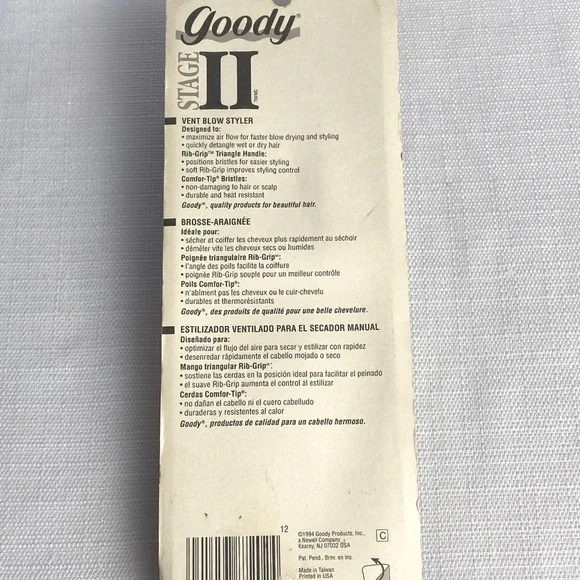 goody®
STAGE II TM/MC
VENT BLOW STYLER
Designed to:
• maximize air flow for faster blow drying and styling
• quickly detangle wet or dry hair
Rib-Grip™ Triangle Handle:
• positions bristles for easier styling
• soft Rib-Grip improves styling control
Comfor-Tip® Bristles:
• non-damaging to hair or scalp
• durable and heat resistant
Goody®, quality products for beautiful hair.
BROSSE-ARAIGNÉE
Idéale pour:
• sécher et coiffer les cheveux plus rapidement au séchoir
• démêler vite les cheveux secs ou humides
Poignée triangulaire Rib-Grip™:
• l'angle des poils facilite la coiffure
• poignée Rib-Grip souple pour un meilleur contrôle
Poils Comfor-Tip®:
• n'abîment pas les cheveux ou le cuir-chevelu
• durables et thermorésistants
Goody®, des produits de qualité pour une belle chevelure.
ESTILIZADOR VENTILADO PARA EL SECADOR MANUAL
Diseñado para:
• optimizar el flujo del aire para secar y estilizar con rapidez
• desenredar rápidamente el cabello mojado o seco
Mango triangular Rib-Grip™:
• sostiene las cerdas en la posición ideal para facilitar el peinado
• el suave Rib-Grip aumenta el control al estilizar
Cerdas Comfor-Tip®:
• no dañan el cabello ni el cuero cabelludo
• duraderas y resistentes al calor
Goody®, productos de calidad para un cabello hermoso.
12
©1994 Goody Products, Inc.,
a Newell Company
Kearny, NJ 07032 USA
C
Pat. Pend., Brev. en ins.
Made in Taiwan
Printed in USA